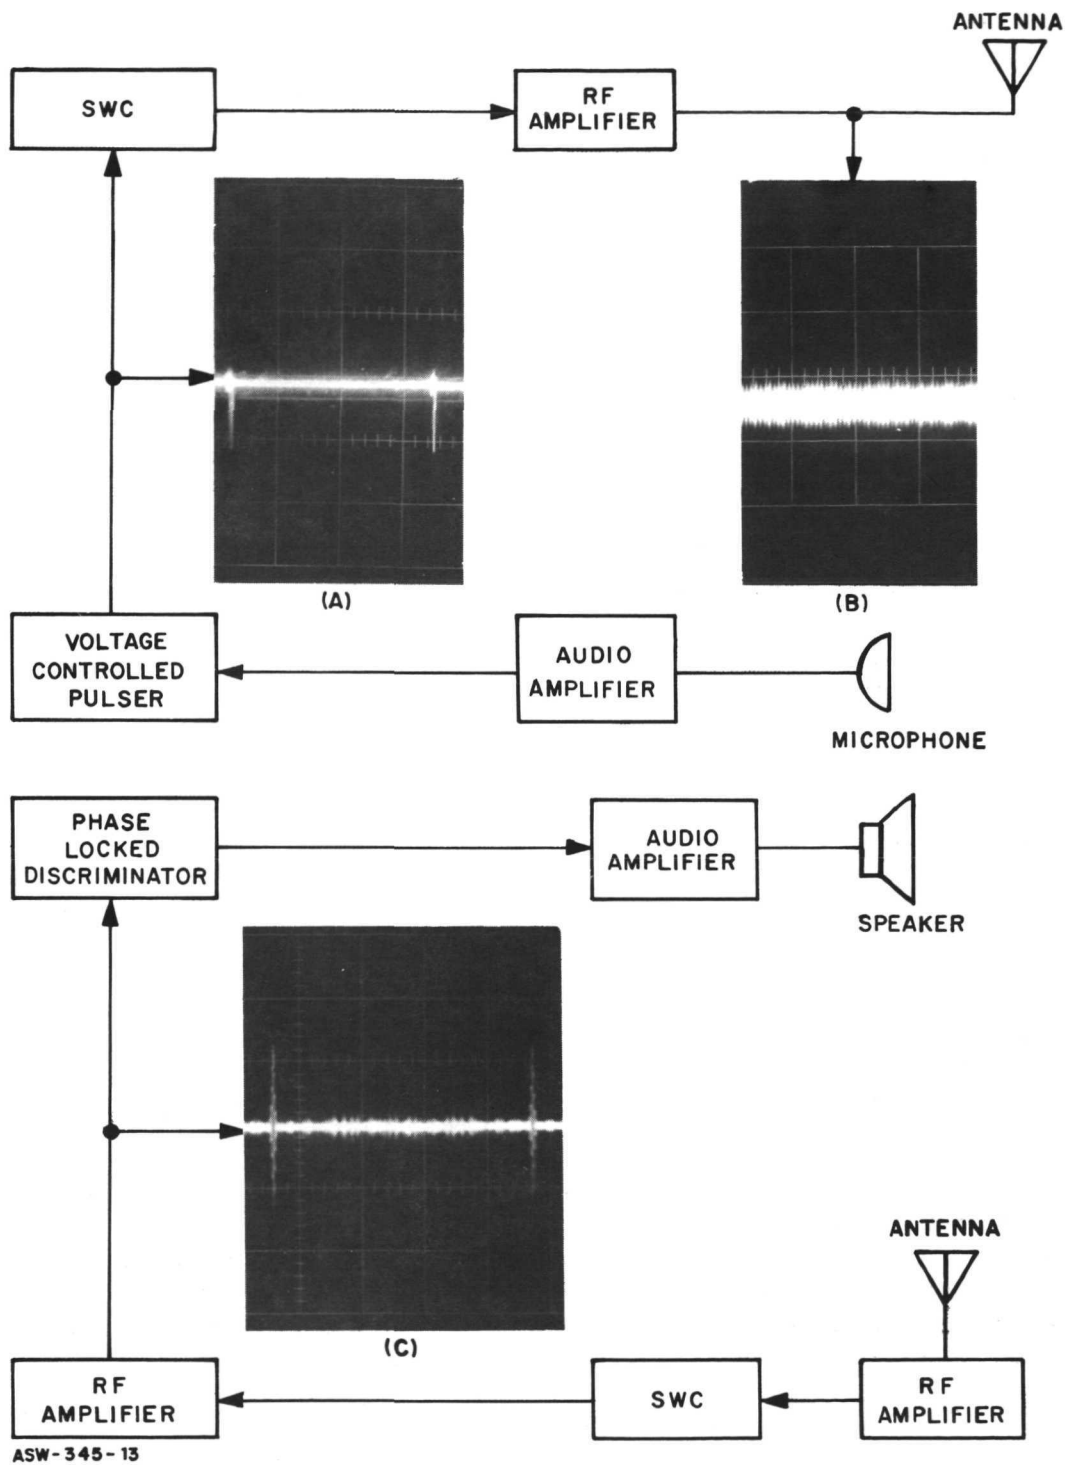 ANTENNA
SWC
RF
AMPLIFIER
(A)
(B)
VOLTAGE
CONTROLLED
PULSER
AUDIO
AMPLIFIER
MICROPHONE
PHASE
LOCKED
DISCRIMINATOR
AUDIO
AMPLIFIER
SPEAKER
ANTENNA
(C)
RF
AMPLIFIER
SWC
RF
AMPLIFIER
ASW-345-13